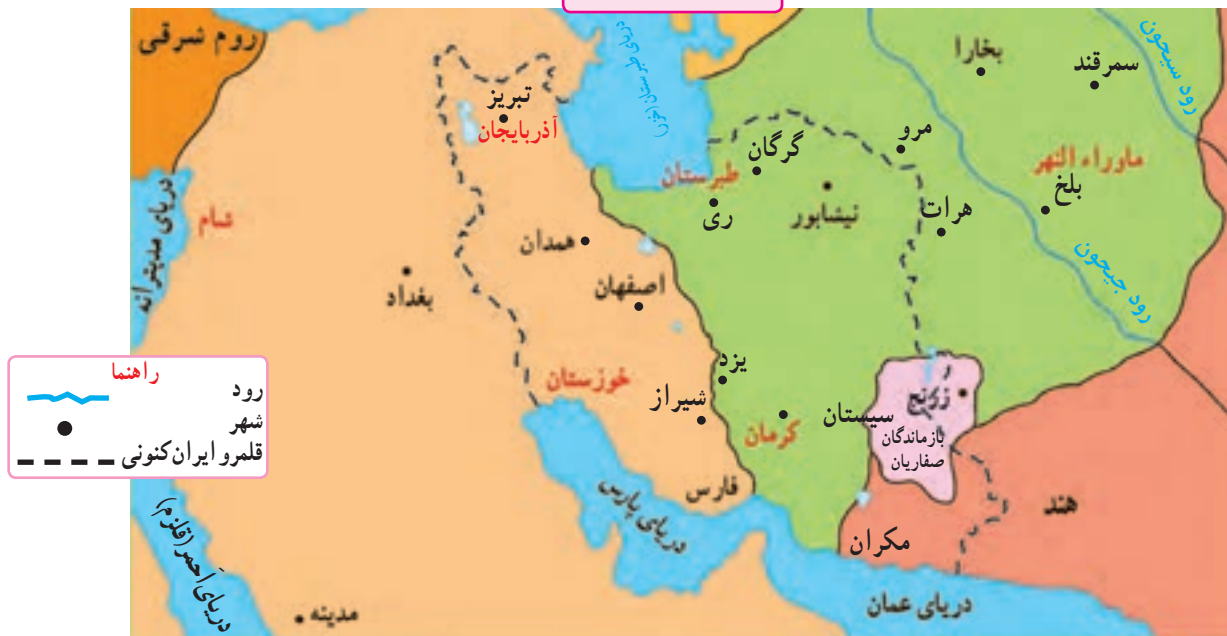 روم شرقی
دریای طبرستان (خزر)
بخارا
سمرقند
رود سیحون
تبریز
آذربایجان
مرو
گرگان
ماوراء النهر
طبرستان
بلخ
نیشابور
ری
هرات
دریای مدیترانه
شام
همدان
بغداد
اصفهان
رود جیحون
خوزستان
یزد
شیراز
کرمان
سیستان
زرنج
بازماندگان
صفاریان
راهنما
رود
شهر
قلمرو ایران کنونی
فارس
دریای پارس
هند
مکران
دریای عمان
دریای احمر (قلزم)
مدینه